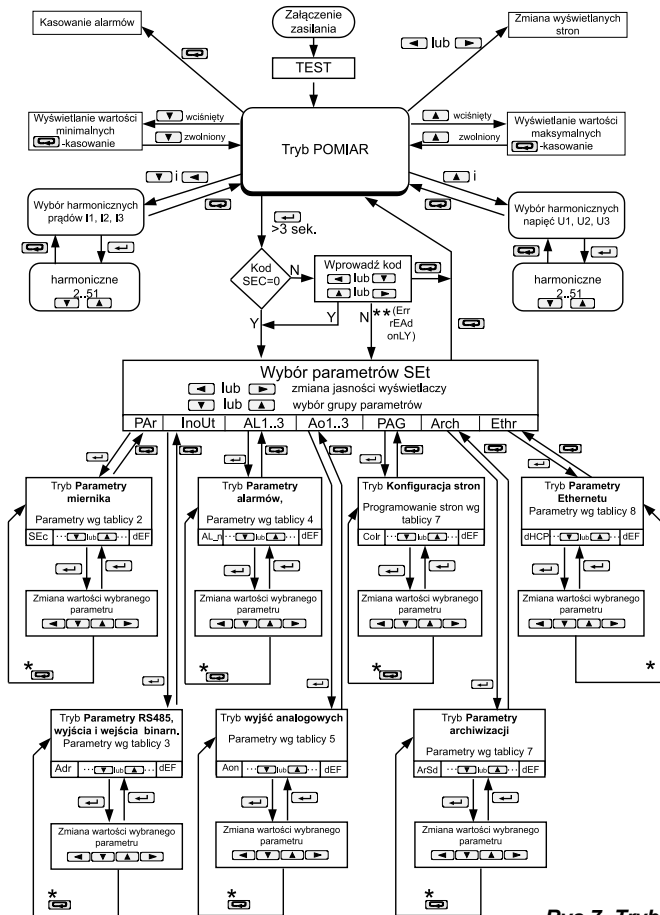 Kasowanie alarmów
Załączenie
zasilania
lub
Zmiana wyświetlanych
stron
TEST
Wyświetlanie wartości
minimalnych
-kasowanie
wciśnięty
zwolniony
Tryb POMIAR
wciśnięty
zwolniony
Wyświetlanie wartości
maksymalnych
-kasowanie
i
i
Wybór harmonicznych
prądów I1, I2, I3
Wybór harmonicznych
napięć U1, U2, U3
>3 sek.
harmoniczne
2..51
Kod
SEC=0
N
Wprowadź kod
lub
lub
harmoniczne
2..51
Y
Y
N
**(Err
rEAd
onLY)
Wybór parametrów SEt
lub zmiana jasności wyświetlaczy
lub wybór grupy parametrów
PAr InoUt AL1..3 Ao1..3 PAG Arch Ethr
Tryb Parametry
miernika
Parametry wg tablicy 2
SEc ...lub... dEF
Tryb Parametry
alarmów,
Parametry wg tablicy 4
AL_n ...lub... dEF
Tryb Konfiguracja stron
Programowanie stron wg
tablicy 7
Colr ...lub... dEF
Tryb Parametry
Ethernetu
Parametry wg tablicy 8
dHCP ...lub... dEF
Zmiana wartości wybranego
parametru
Zmiana wartości wybranego
parametru
Zmiana wartości wybranego
parametru
Zmiana wartości wybranego
parametru
*
*
*
*
Tryb Parametry RS485,
wyjścia i wejścia binarn.
Parametry wg tablicy 3
Adr ...lub... dEF
Tryb wyjść analogowych
Parametry wg tablicy 5
Aon ...lub... dEF
Tryb Parametry
archiwizacji
Parametry wg tablicy 7
ArSd ...lub... dEF
Zmiana wartości wybranego
parametru
Zmiana wartości wybranego
parametru
Zmiana wartości wybranego
parametru
*
*
*